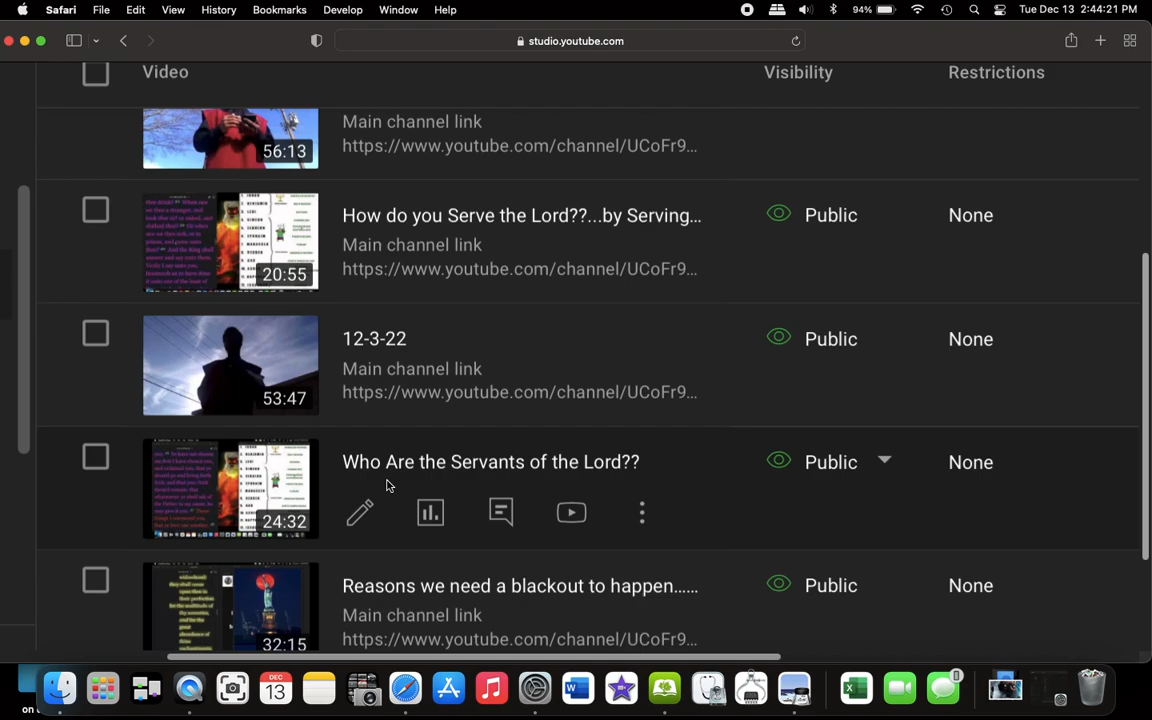 Safari File Edit View History Bookmarks Develop Window Help 94% Tue Dec 13 2:44:21 PM
studio.youtube.com
Video Visibility Restrictions
Main channel link
56:13 https://www.youtube.com/channel/UCoFr9...
How do you Serve the Lord??...by Serving... Public None
Main channel link
20:55 https://www.youtube.com/channel/UCoFr9...
12-3-22 Public None
Main channel link
53:47 https://www.youtube.com/channel/UCoFr9...
Who Are the Servants of the Lord?? Public None
24:32
Reasons we need a blackout to happen...... Public None
Main channel link
32:15 https://www.youtube.com/channel/UCoFr9...
DEC
13
on